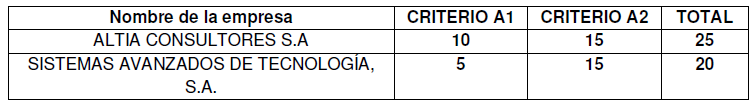 Nombre de la empresa CRITERIO A1 CRITERIO A2 TOTAL
ALTIA CONSULTORES S.A 10 15 25
SISTEMAS AVANZADOS DE TECNOLOGÍA, 5 15 20
S.A.